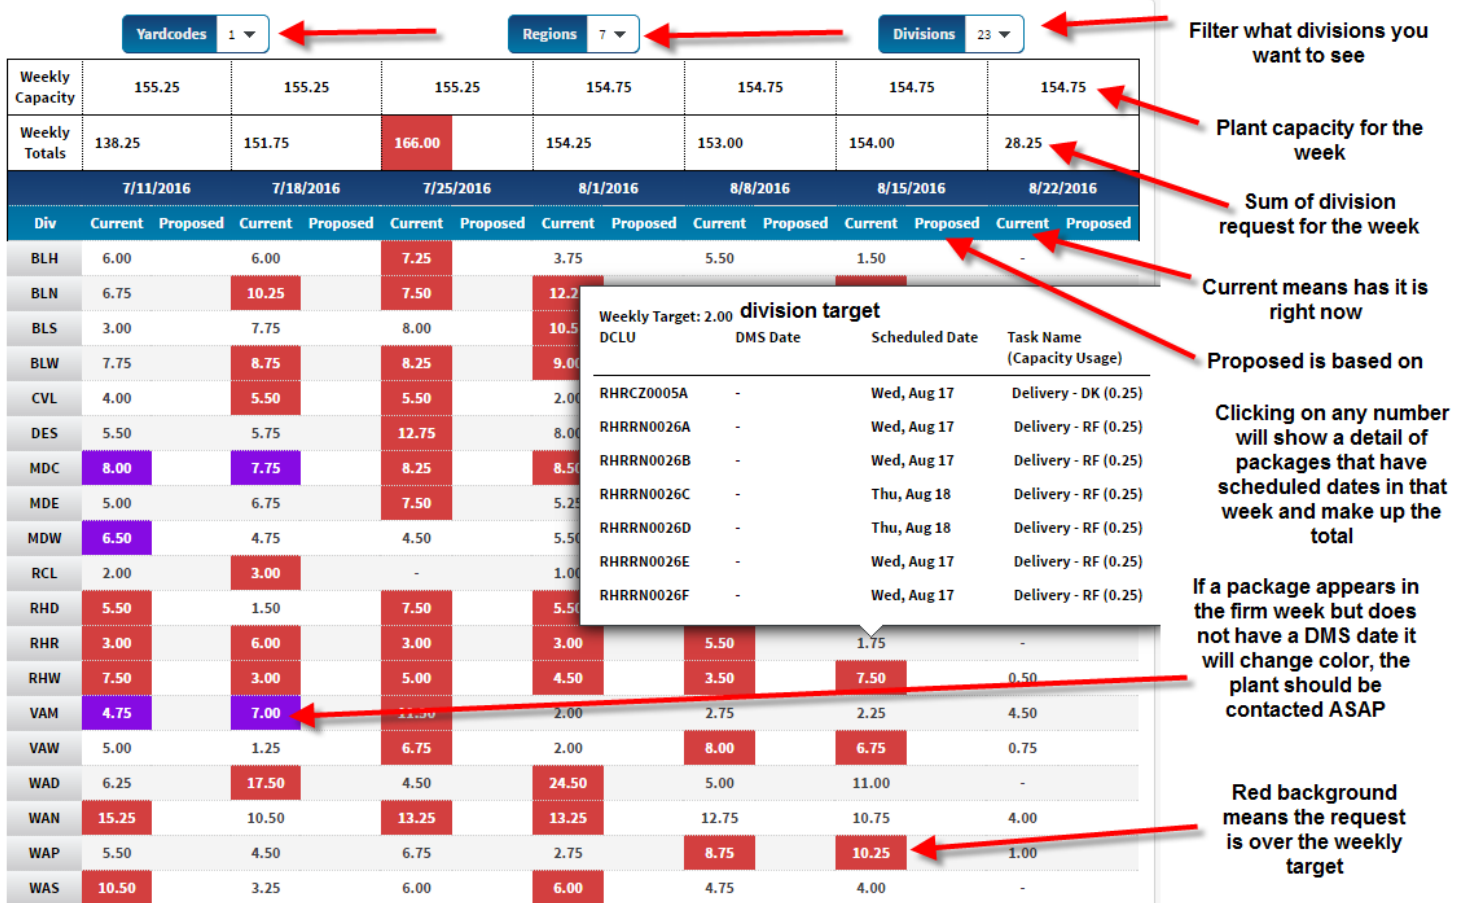 Yardcodes 1
Regions 7
Divisions 23
Filter what divisions you
want to see
Weekly
Capacity
155.25 155.25 155.25 154.75 154.75 154.75 154.75
Plant capacity for the
week
Weekly
Totals
138.25 151.75 166.00 154.25 153.00 154.00 28.25
Sum of division
request for the week
7/11/2016 7/18/2016 7/25/2016 8/1/2016 8/8/2016 8/15/2016 8/22/2016
Div Current Proposed Current Proposed Current Proposed Current Proposed Current Proposed Current Proposed Current Proposed
BLH 6.00 6.00 7.25 3.75 5.50 1.50 -
BLN 6.75 10.25 7.50 12.2
BLS 3.00 7.75 8.00 10.5
BLW 7.75 8.75 8.25 9.00
CVL 4.00 5.50 5.50 2.00
DES 5.50 5.75 12.75 8.00
MDC 8.00 7.75 8.25 8.50
MDE 5.00 6.75 7.50 5.25
MDW 6.50 4.75 4.50 5.50
RCL 2.00 3.00 - 1.00
RHD 5.50 1.50 7.50 5.50
RHR 3.00 6.00 3.00 3.00 5.50 1.75 -
RHW 7.50 3.00 5.00 4.50 3.50 7.50 0.50
VAM 4.75 7.00 11.50 2.00 2.75 2.25 4.50
VAW 5.00 1.25 6.75 2.00 8.00 6.75 0.75
WAD 6.25 17.50 4.50 24.50 5.00 11.00 -
WAN 15.25 10.50 13.25 13.25 12.75 10.75 4.00
WAP 5.50 4.50 6.75 2.75 8.75 10.25 1.00
WAS 10.50 3.25 6.00 6.00 4.75 4.00 -
Weekly Target: 2.00 division target
DCLU DMS Date Scheduled Date Task Name
(Capacity Usage)
RHRCZ0005A - Wed, Aug 17 Delivery - DK (0.25)
RHRRN0026A - Wed, Aug 17 Delivery - RF (0.25)
RHRRN0026B - Wed, Aug 17 Delivery - RF (0.25)
RHRRN0026C - Thu, Aug 18 Delivery - RF (0.25)
RHRRN0026D - Thu, Aug 18 Delivery - RF (0.25)
RHRRN0026E - Wed, Aug 17 Delivery - RF (0.25)
RHRRN0026F - Wed, Aug 17 Delivery - RF (0.25)
Current means has it is
right now
Proposed is based on
Clicking on any number
will show a detail of
packages that have
scheduled dates in that
week and make up the
total
If a package appears in
the firm week but does
not have a DMS date it
will change color, the
plant should be
contacted ASAP
Red background
means the request
is over the weekly
target